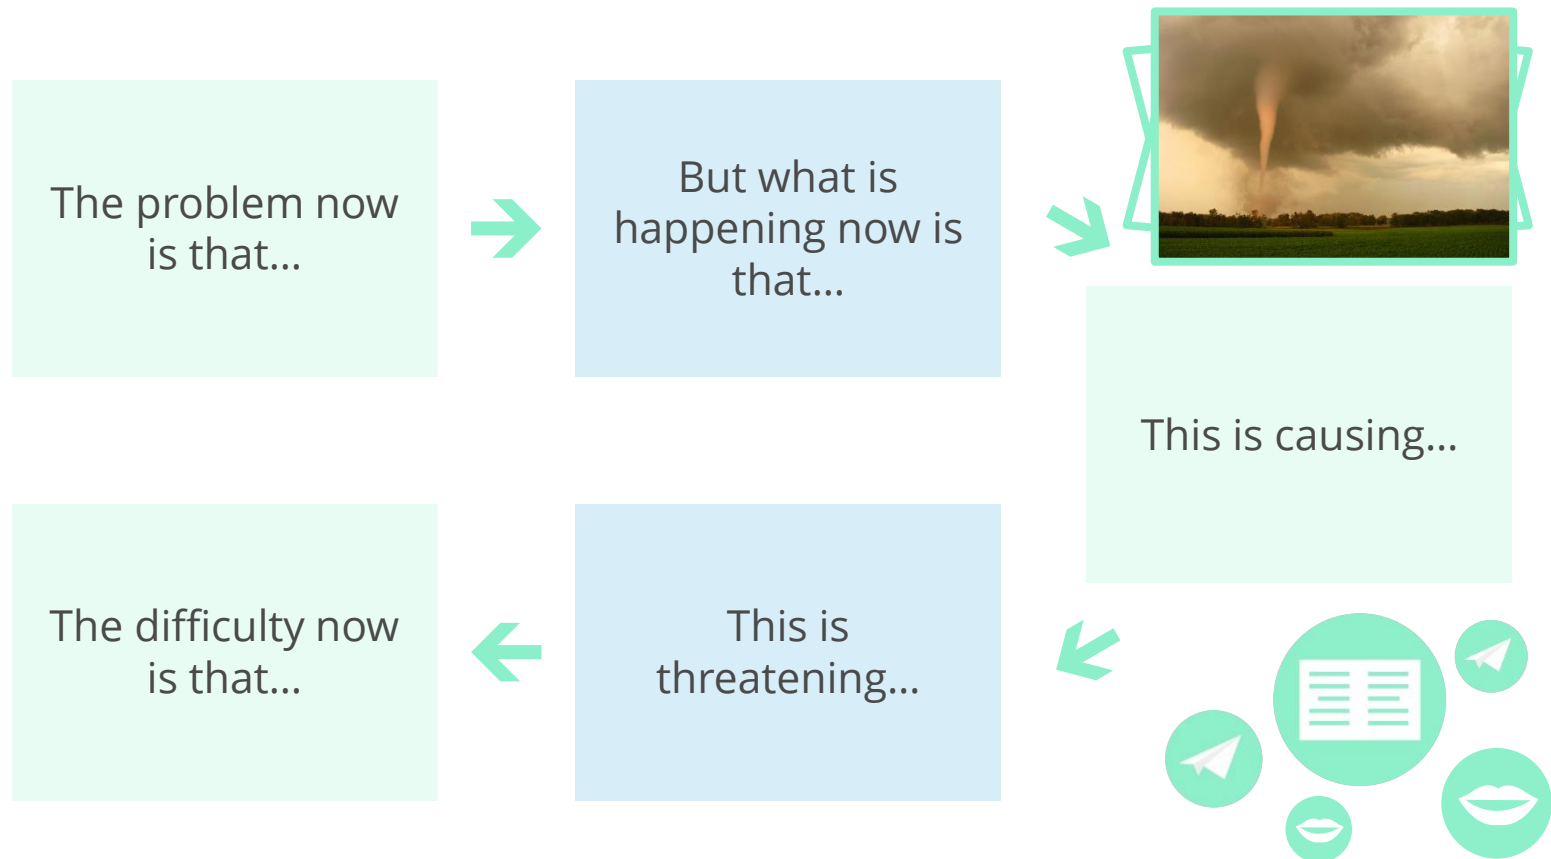 The problem now
is that...
But what is
happening now is
that...
This is causing...
This is
threatening...
The difficulty now
is that...